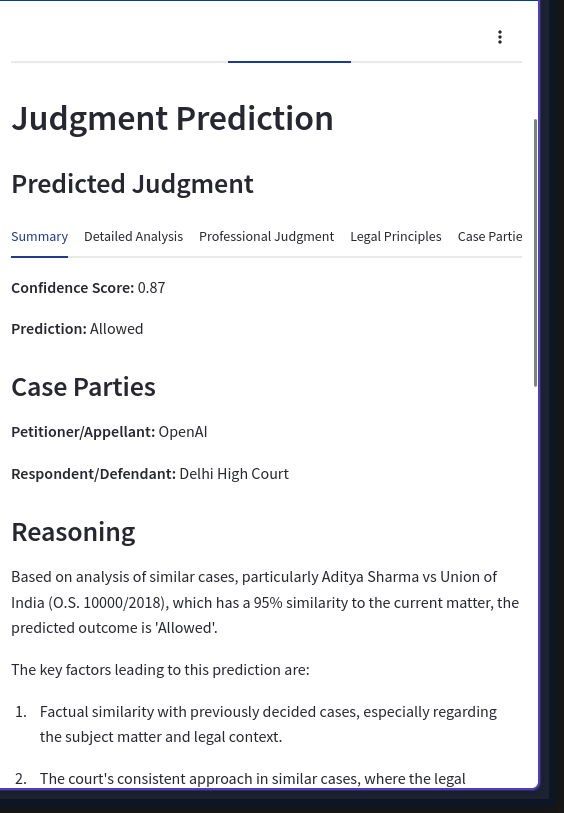 Judgment Prediction
Predicted Judgment
Summary Detailed Analysis Professional Judgment Legal Principles Case Partie
Confidence Score: 0.87
Prediction: Allowed
Case Parties
Petitioner/Appellant: OpenAI
Respondent/Defendant: Delhi High Court
Reasoning
Based on analysis of similar cases, particularly Aditya Sharma vs Union of
India (O.S. 10000/2018), which has a 95% similarity to the current matter, the
predicted outcome is 'Allowed'.
The key factors leading to this prediction are:
1. Factual similarity with previously decided cases, especially regarding
the subject matter and legal context.
2. The court's consistent approach in similar cases, where the legal